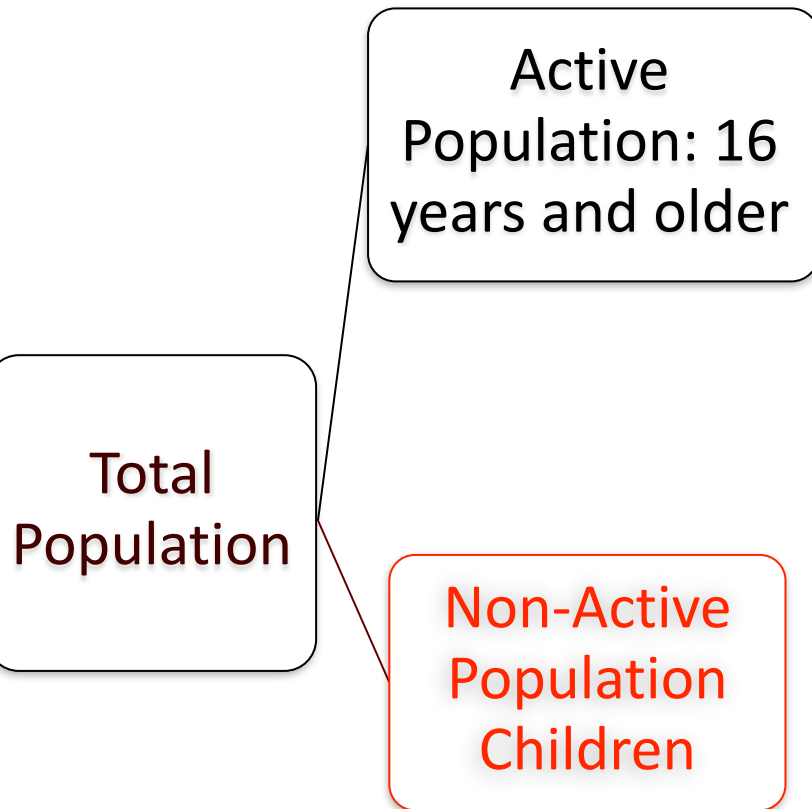 Active
Population: 16
years and older
Total
Population
Non-Active
Population
Children